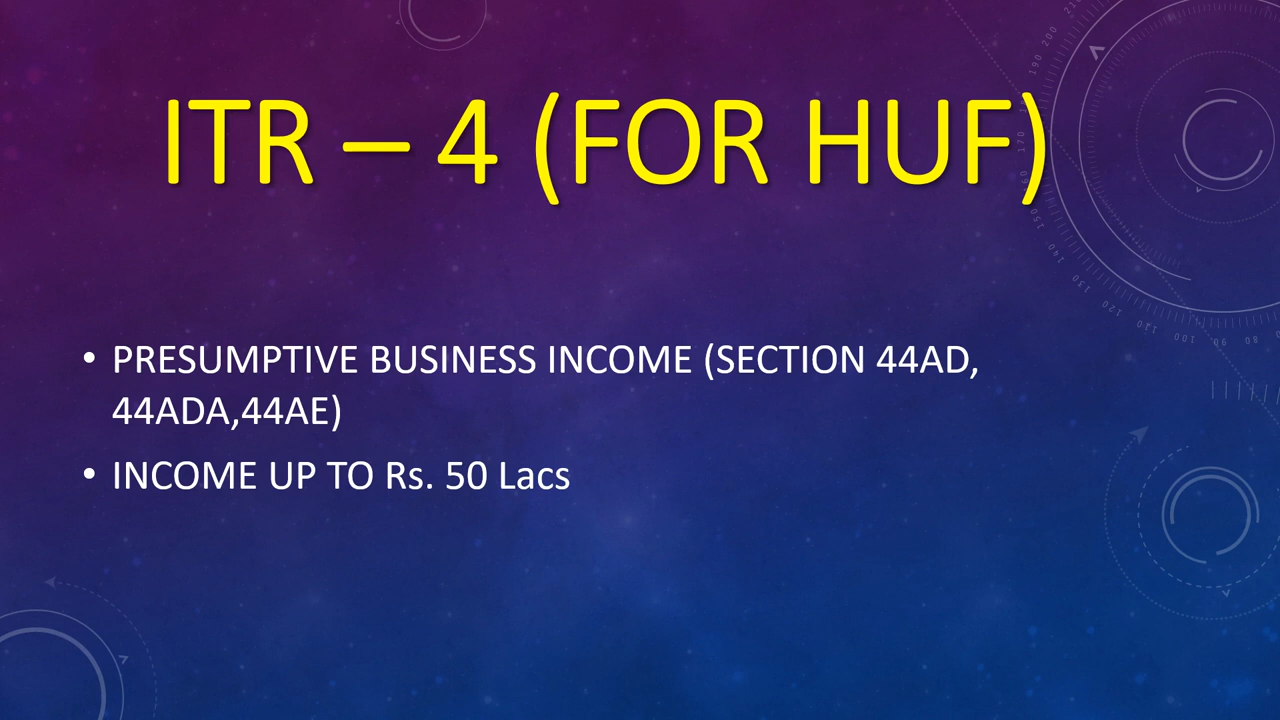 ITR – 4 (FOR HUF)
• PRESUMPTIVE BUSINESS INCOME (SECTION 44AD,
44ADA,44AE)
• INCOME UP TO Rs. 50 Lacs